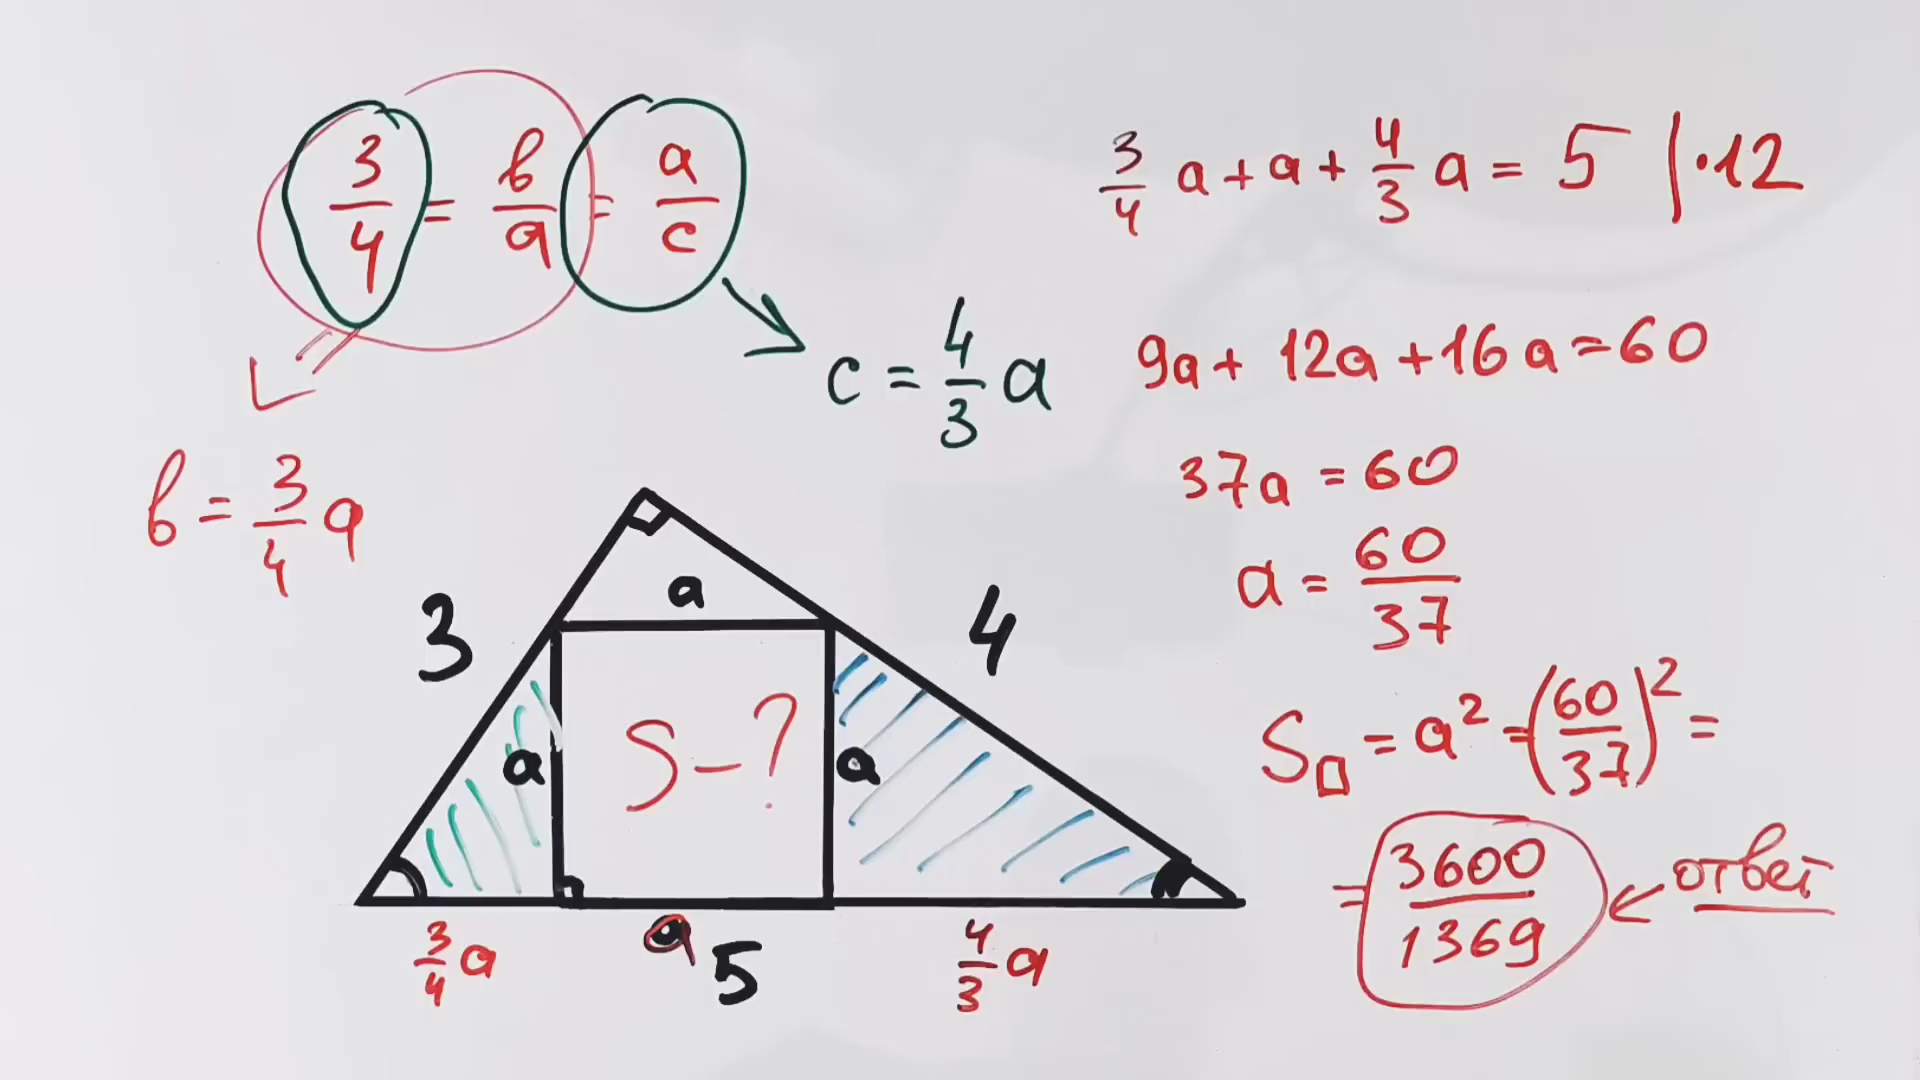 3/4 = в/a = a/c
c = 4/3 a
в = 3/4 a
3
4
a
a
a
S-?
3/4 a
a
5
4/3 a
3/4 a + a + 4/3 a = 5 |·12
9a + 12a + 16a = 60
37a = 60
a = 60/37
S□ = a² = (60/37)² =
= 3600/1369 ← ответ